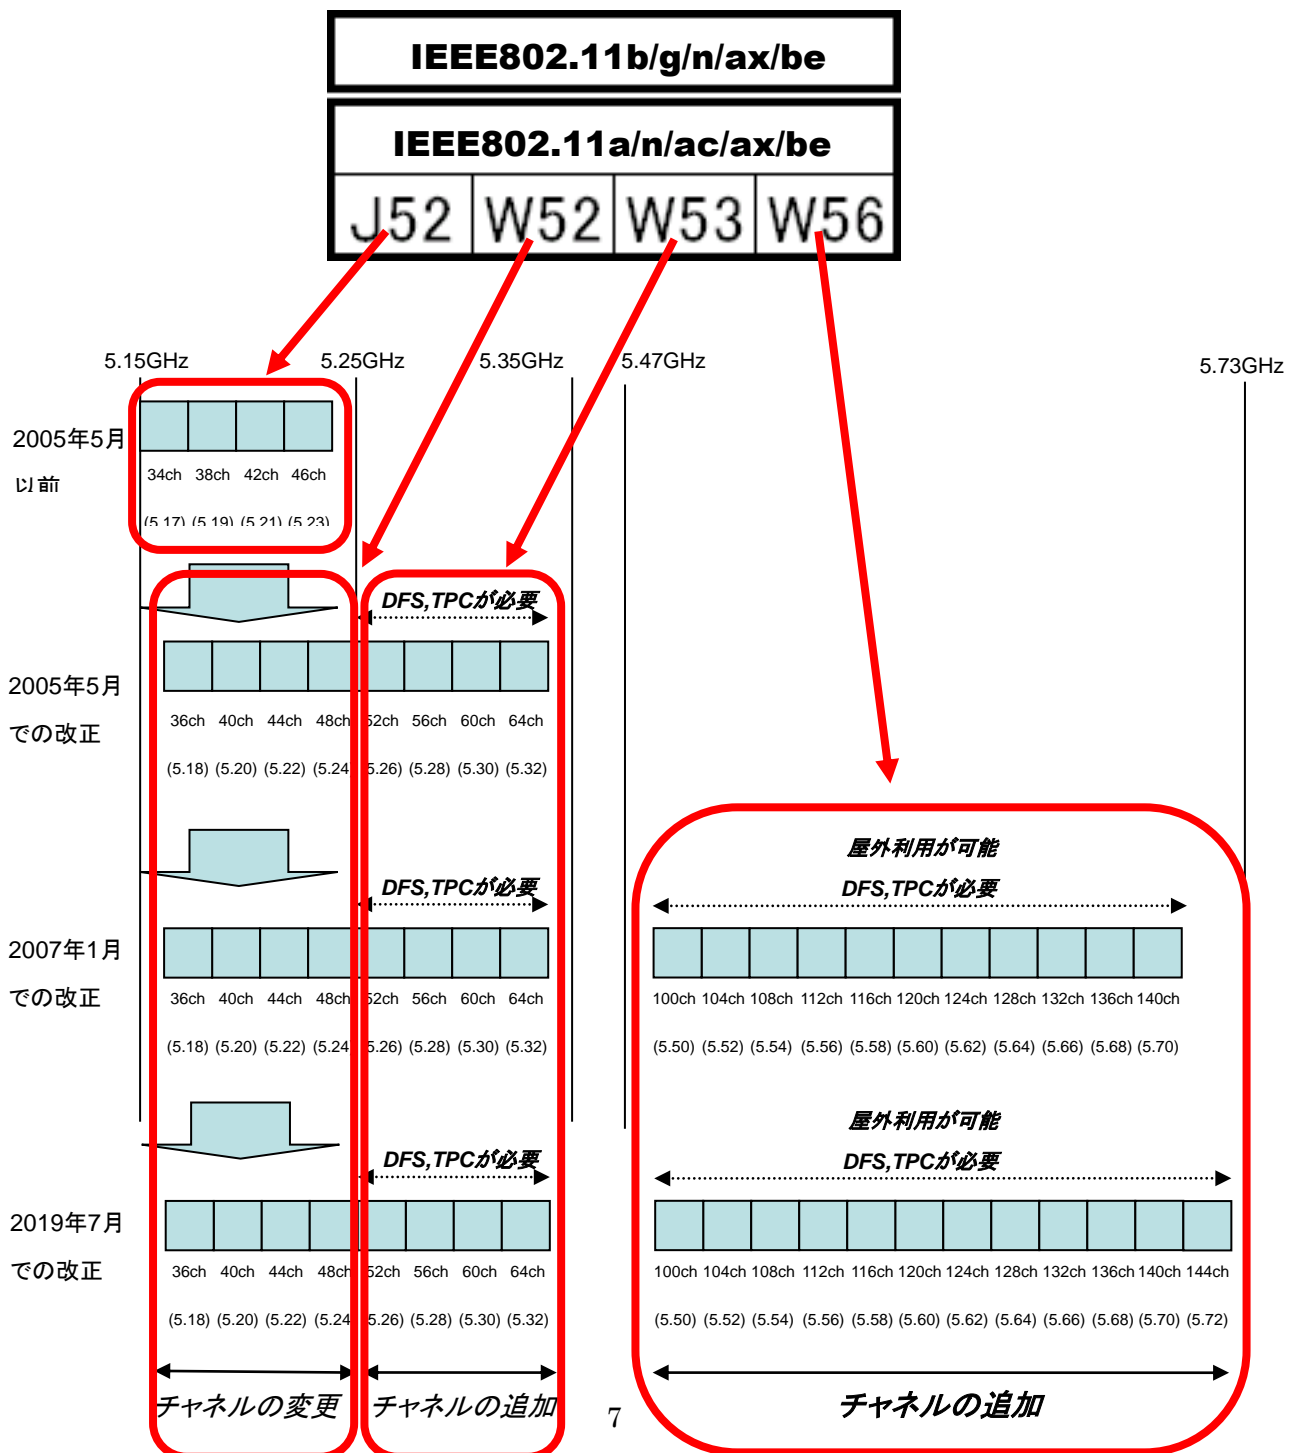 IEEE802.11b/g/n/ax/be
IEEE802.11a/n/ac/ax/be
J52 W52 W53 W56
5.15GHz 5.25GHz 5.35GHz 5.47GHz 5.73GHz
2005年5月
以前
34ch 38ch 42ch 46ch
(5.17) (5.19) (5.21) (5.23)
DFS,TPCが必要
2005年5月
での改正
36ch 40ch 44ch 48ch 52ch 56ch 60ch 64ch
(5.18) (5.20) (5.22) (5.24) (5.26) (5.28) (5.30) (5.32)
屋外利用が可能
DFS,TPCが必要 DFS,TPCが必要
2007年1月
での改正
36ch 40ch 44ch 48ch 52ch 56ch 60ch 64ch 100ch 104ch 108ch 112ch 116ch 120ch 124ch 128ch 132ch 136ch 140ch
(5.18) (5.20) (5.22) (5.24) (5.26) (5.28) (5.30) (5.32) (5.50) (5.52) (5.54) (5.56) (5.58) (5.60) (5.62) (5.64) (5.66) (5.68) (5.70)
屋外利用が可能
DFS,TPCが必要 DFS,TPCが必要
2019年7月
での改正
36ch 40ch 44ch 48ch 52ch 56ch 60ch 64ch 100ch 104ch 108ch 112ch 116ch 120ch 124ch 128ch 132ch 136ch 140ch 144ch
(5.18) (5.20) (5.22) (5.24) (5.26) (5.28) (5.30) (5.32) (5.50) (5.52) (5.54) (5.56) (5.58) (5.60) (5.62) (5.64) (5.66) (5.68) (5.70) (5.72)
チャネルの変更 チャネルの追加 チャネルの追加
7